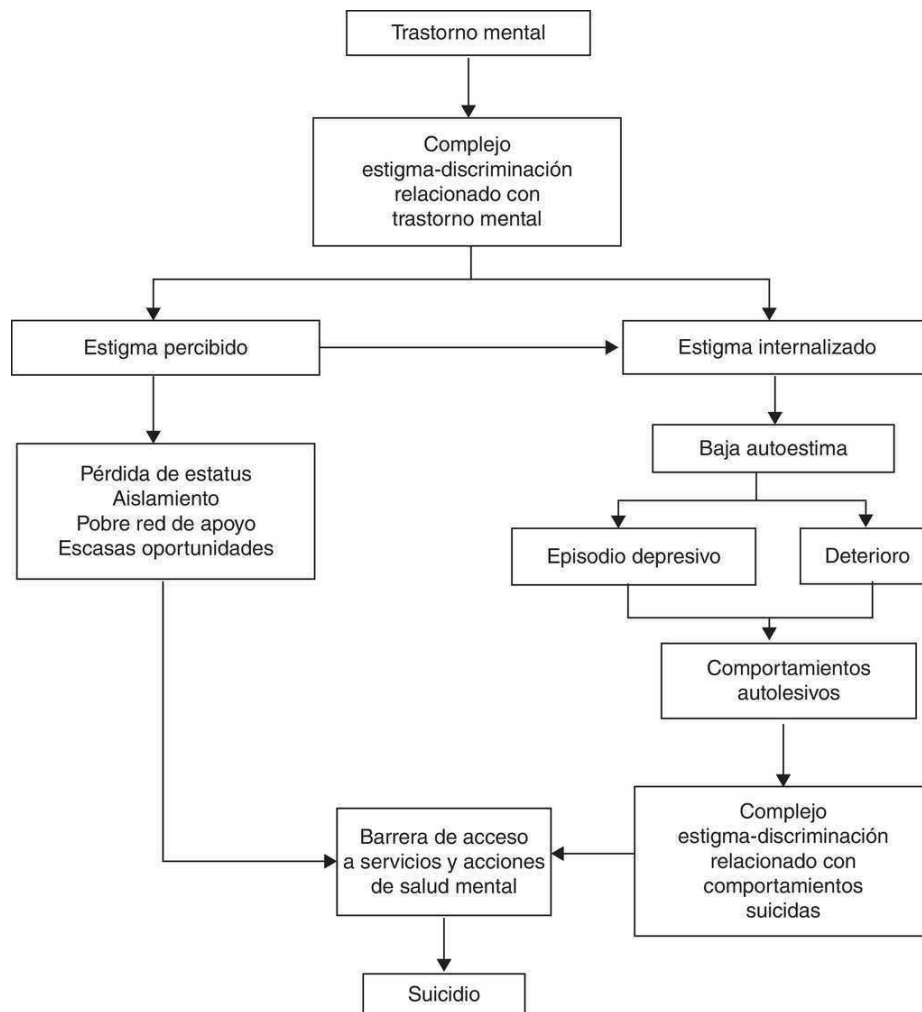 Trastorno mental
Complejo
estigma-discriminación
relacionado con
trastorno mental
Estigma percibido
Estigma internalizado
Pérdida de estatus
Aislamiento
Pobre red de apoyo
Escasas oportunidades
Baja autoestima
Episodio depresivo
Deterioro
Comportamientos
autolesivos
Barrera de acceso
a servicios y acciones
de salud mental
Complejo
estigma-discriminación
relacionado con
comportamientos
suicidas
Suicidio